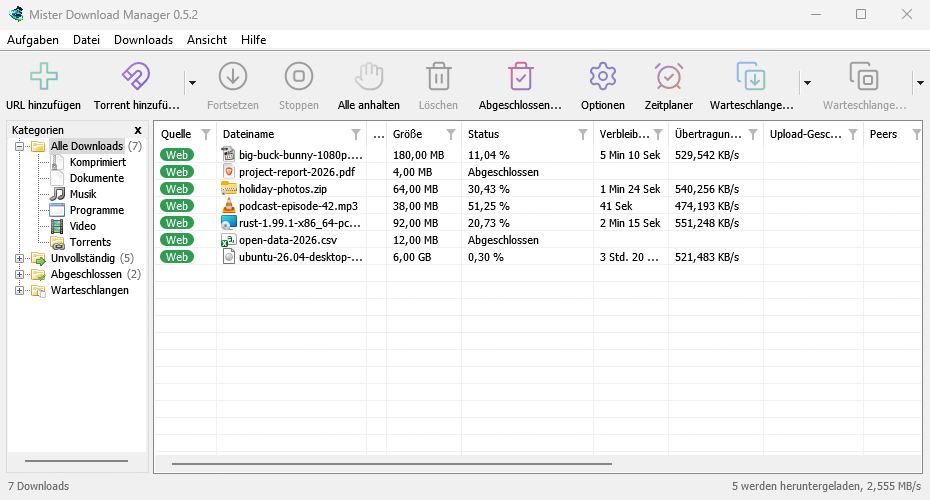 Mister Download Manager 0.5.2
Aufgaben Datei Downloads Ansicht Hilfe
URL hinzufügen Torrent hinzufü... Fortsetzen Stoppen Alle anhalten Löschen Abgeschlossen... Optionen Zeitplaner Warteschlange... Warteschlange...
Kategorien x
Alle Downloads (7)
Komprimiert
Dokumente
Musik
Programme
Video
Torrents
Unvollständig (5)
Abgeschlossen (2)
Warteschlangen
Quelle Dateiname ... Größe Status Verbleib... Übertragun... Upload-Gesc... Peers
Web big-buck-bunny-1080p.... 180,00 MB 11,04 % 5 Min 10 Sek 529,542 KB/s
Web project-report-2026.pdf 4,00 MB Abgeschlossen
Web holiday-photos.zip 64,00 MB 30,43 % 1 Min 24 Sek 540,256 KB/s
Web podcast-episode-42.mp3 38,00 MB 51,25 % 41 Sek 474,193 KB/s
Web rust-1.99.1-x86_64-pc... 92,00 MB 20,73 % 2 Min 15 Sek 551,248 KB/s
Web open-data-2026.csv 12,00 MB Abgeschlossen
Web ubuntu-26.04-desktop-... 6,00 GB 0,30 % 3 Std. 20 ... 521,483 KB/s
7 Downloads 5 werden heruntergeladen, 2,555 MB/s